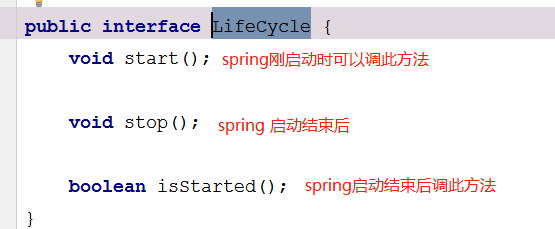 public interface LifeCycle {
void start(); spring刚启动时可以调此方法
void stop(); spring 启动结束后
boolean isStarted(); spring启动结束后调此方法
}